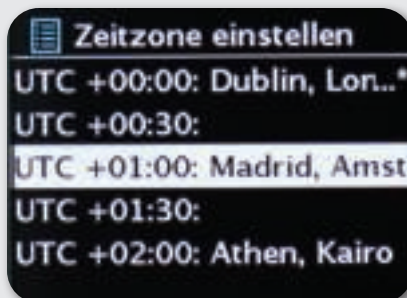 Zeitzone einstellen
UTC +00:00: Dublin, Lon...*
UTC +00:30:
UTC +01:00: Madrid, Amst
UTC +01:30:
UTC +02:00: Athen, Kairo